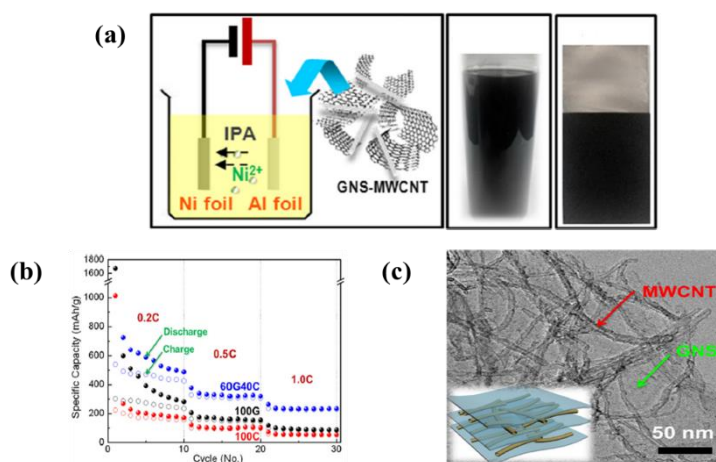 (a)
IPA
Ni2+
Ni foil Al foil
GNS-MWCNT
(b)
Specific Capacity (mAh/g)
1800
1600
1000
800
600
400
200
0
0.2C
Discharge
Charge
0.5C
1.0C
60G40C
100G
100C
0 10 20 30
Cycle (No.)
(c)
MWCNT
GNS
50 nm